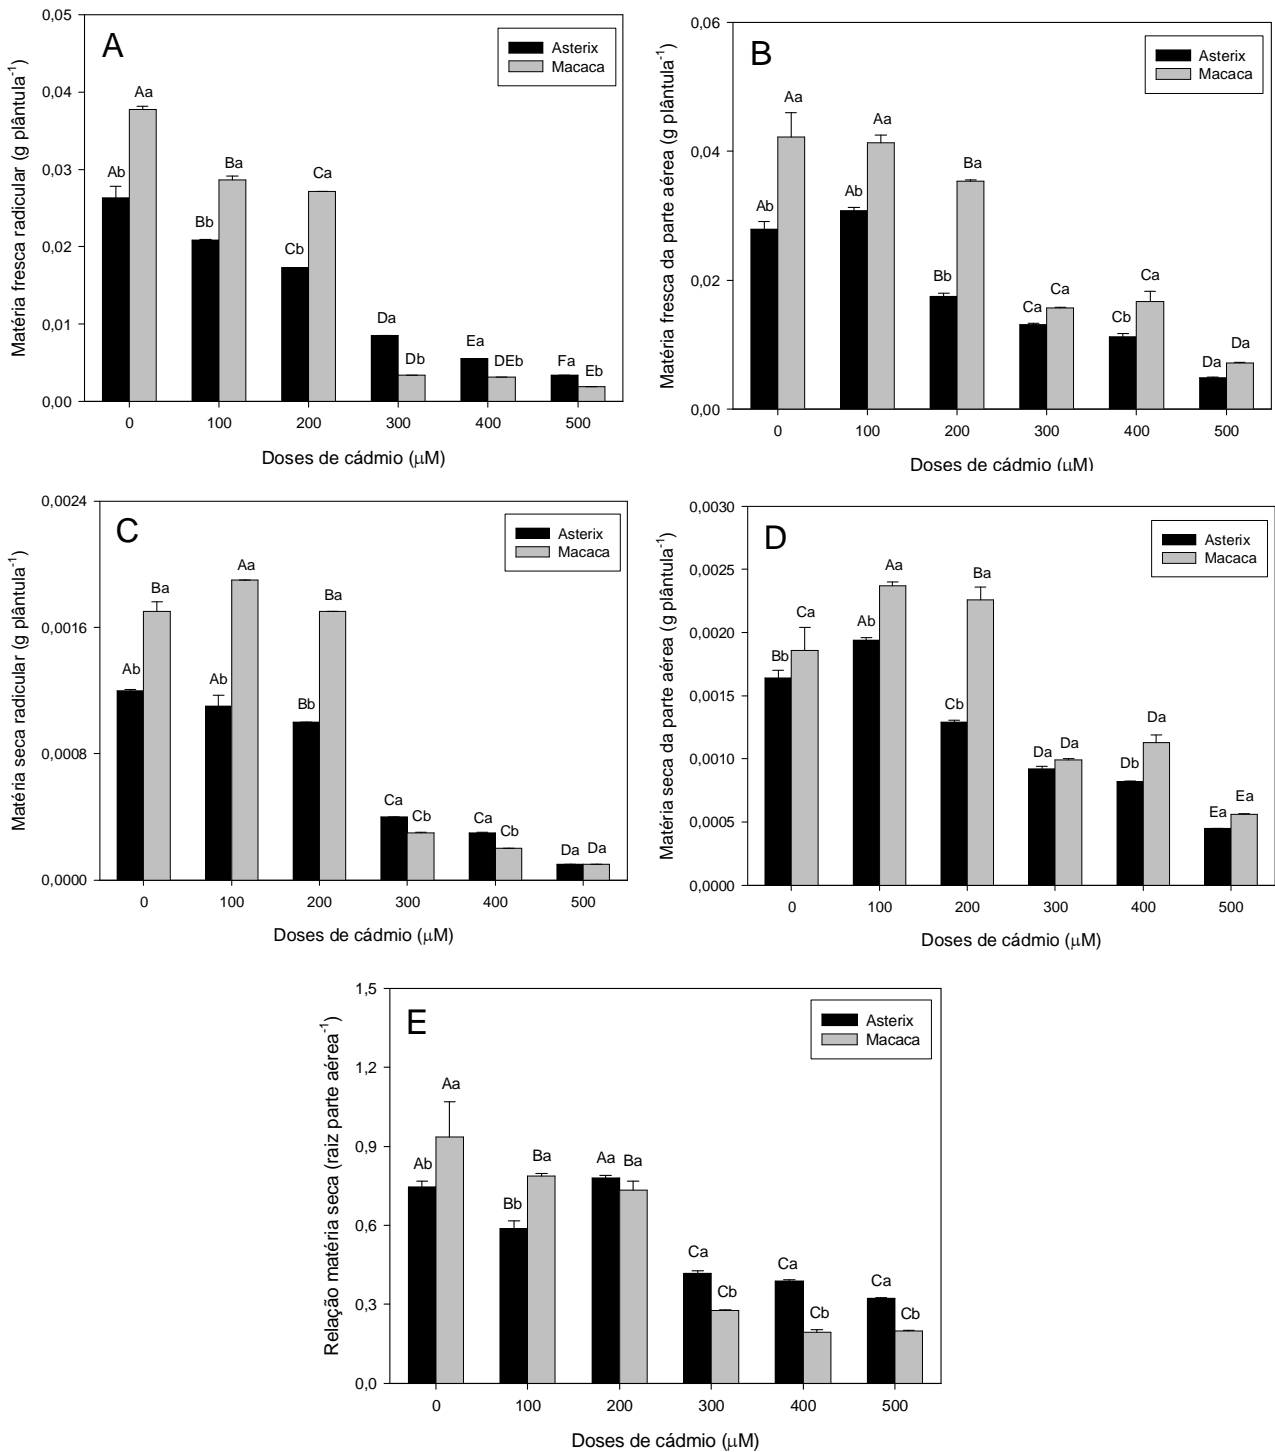 A
Asterix
Macaca
Matéria fresca radicular (g plântula⁻¹)
0,05
0,04
0,03
0,02
0,01
0,00
Ab Aa
Bb Ba
Cb Ca
Da Db
Ea DEb
Fa Eb
0 100 200 300 400 500
Doses de cádmio (µM)
B
Asterix
Macaca
Matéria fresca da parte aérea (g plântula⁻¹)
0,06
0,04
0,02
0,00
Ab Aa
Ab Aa
Bb Ba
Ca Ca
Cb Ca
Da Da
0 100 200 300 400 500
Doses de cádmio (µM)
C
Asterix
Macaca
Matéria seca radicular (g plântula⁻¹)
0,0024
0,0016
0,0008
0,0000
Ab Ba
Ab Aa
Bb Ba
Ca Cb
Ca Cb
Da Da
0 100 200 300 400 500
Doses de cádmio (µM)
D
Asterix
Macaca
Matéria seca da parte aérea (g plântula⁻¹)
0,0030
0,0025
0,0020
0,0015
0,0010
0,0005
0,0000
Bb Ca
Ab Aa
Cb Ba
Da Da
Db Da
Ea Ea
0 100 200 300 400 500
Doses de cádmio (µM)
E
Asterix
Macaca
Relação matéria seca (raiz parte aérea⁻¹)
1,5
1,2
0,9
0,6
0,3
0,0
Ab Aa
Bb Ba
Aa Ba
Ca Cb
Ca Cb
Ca Cb
0 100 200 300 400 500
Doses de cádmio (µM)